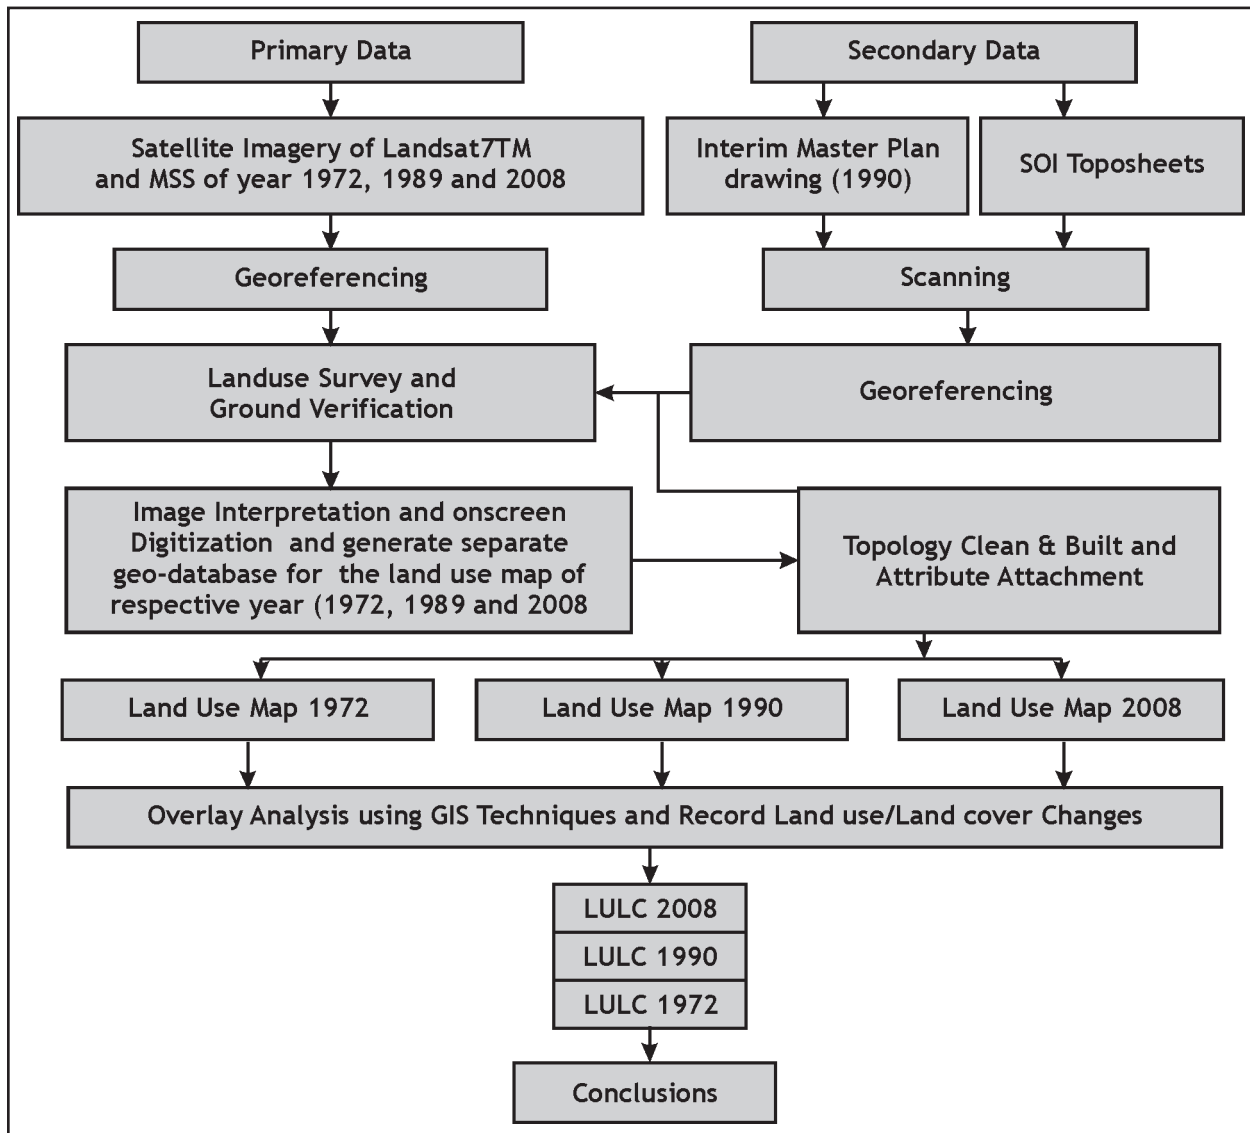 Primary Data
Secondary Data
Satellite Imagery of Landsat7TM
and MSS of year 1972, 1989 and 2008
Interim Master Plan
drawing (1990)
SOI Toposheets
Georeferencing
Scanning
Landuse Survey and
Ground Verification
Georeferencing
Image Interpretation and onscreen
Digitization and generate separate
geo-database for the land use map of
respective year (1972, 1989 and 2008
Topology Clean & Built and
Attribute Attachment
Land Use Map 1972
Land Use Map 1990
Land Use Map 2008
Overlay Analysis using GIS Techniques and Record Land use/Land cover Changes
LULC 2008
LULC 1990
LULC 1972
Conclusions